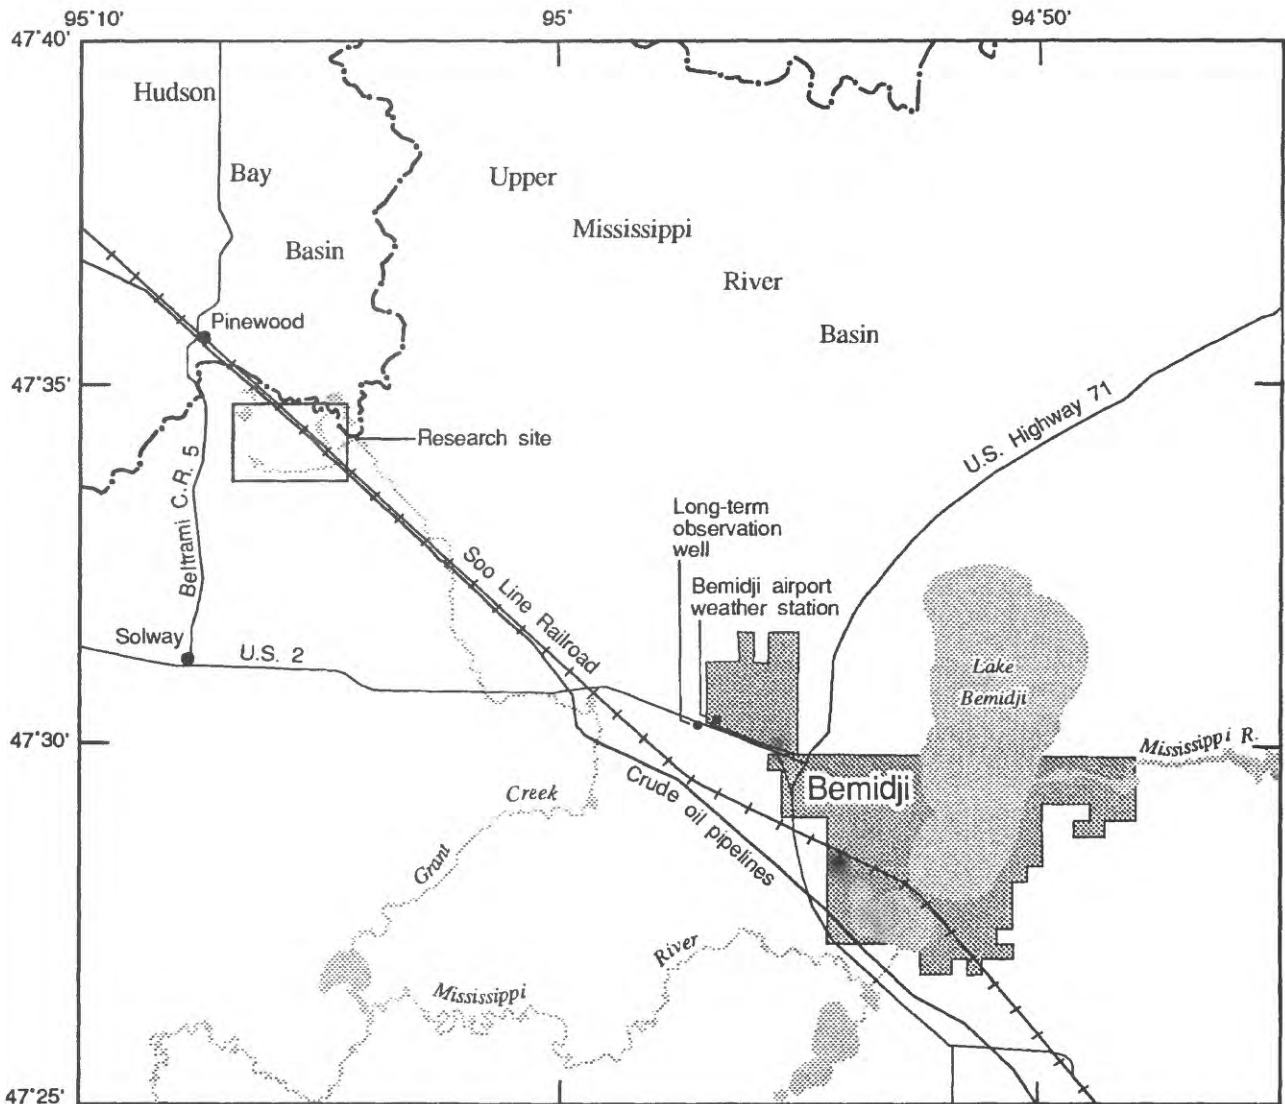 95°10'
95°
94°50'
47°40'
Hudson
Bay
Basin
Upper
Mississippi
River
Basin
Pinewood
47°35'
Research site
Beltrami C.R. 5
U.S. Highway 71
Long-term
observation
well
Bemidji airport
weather station
Soo Line Railroad
Solway
U.S. 2
Lake
Bemidji
47°30'
Mississippi R.
Bemidji
Crude oil pipelines
Grant
Creek
Mississippi
River
47°25'